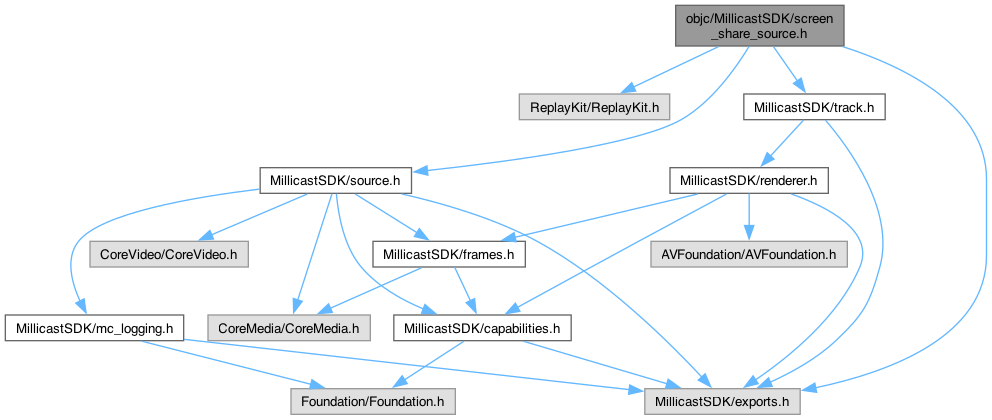 objc/MillicastSDK/screen
_share_source.h
ReplayKit/ReplayKit.h
MillicastSDK/track.h
MillicastSDK/source.h
MillicastSDK/renderer.h
CoreVideo/CoreVideo.h
MillicastSDK/frames.h
AVFoundation/AVFoundation.h
MillicastSDK/mc_logging.h
CoreMedia/CoreMedia.h
MillicastSDK/capabilities.h
Foundation/Foundation.h
MillicastSDK/exports.h